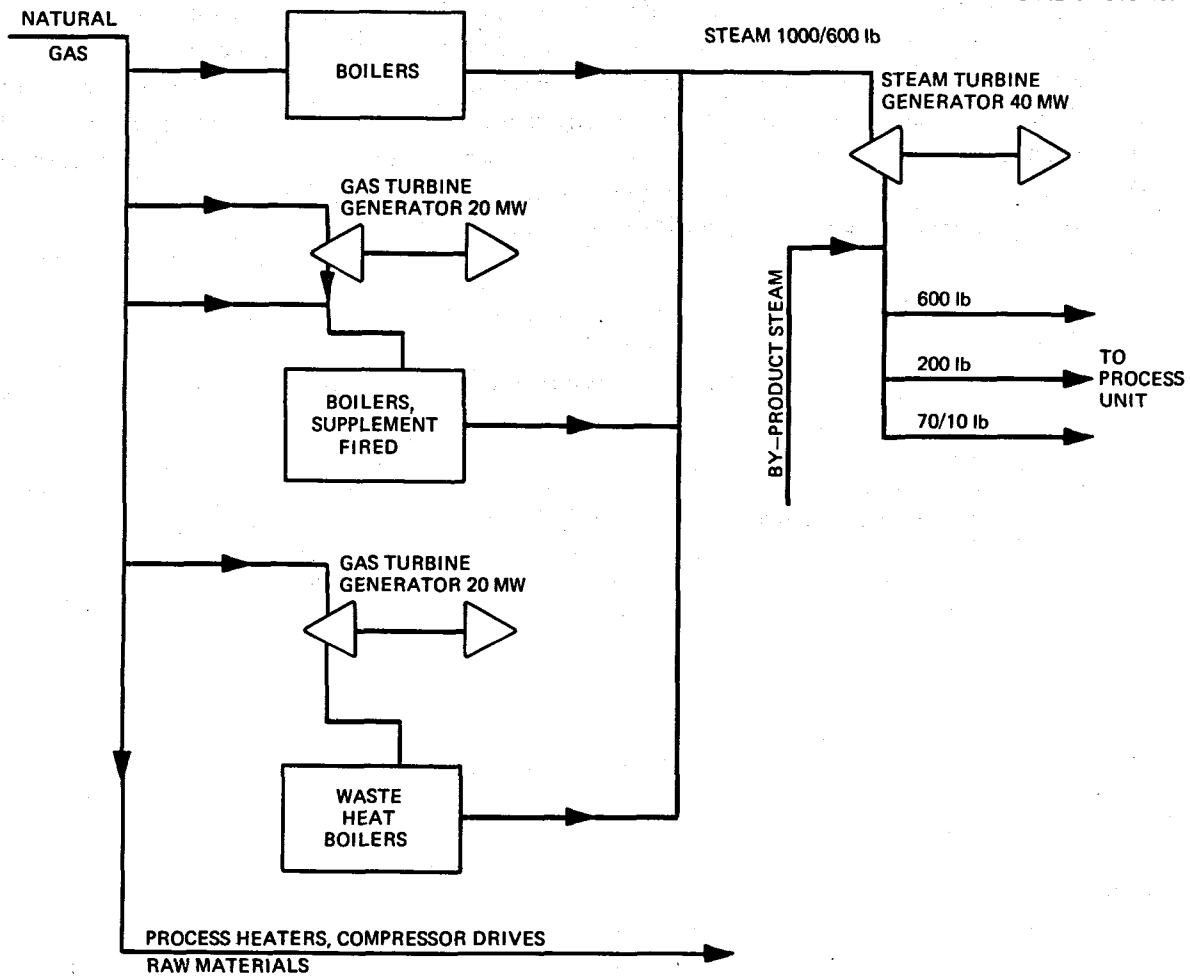 NATURAL
GAS
BOILERS
STEAM 1000/600 lb
STEAM TURBINE
GENERATOR 40 MW
GAS TURBINE
GENERATOR 20 MW
BOILERS,
SUPPLEMENT
FIRED
BY-PRODUCT STEAM
600 lb
200 lb
70/10 lb
TO
PROCESS
UNIT
GAS TURBINE
GENERATOR 20 MW
WASTE
HEAT
BOILERS
PROCESS HEATERS, COMPRESSOR DRIVES
RAW MATERIALS